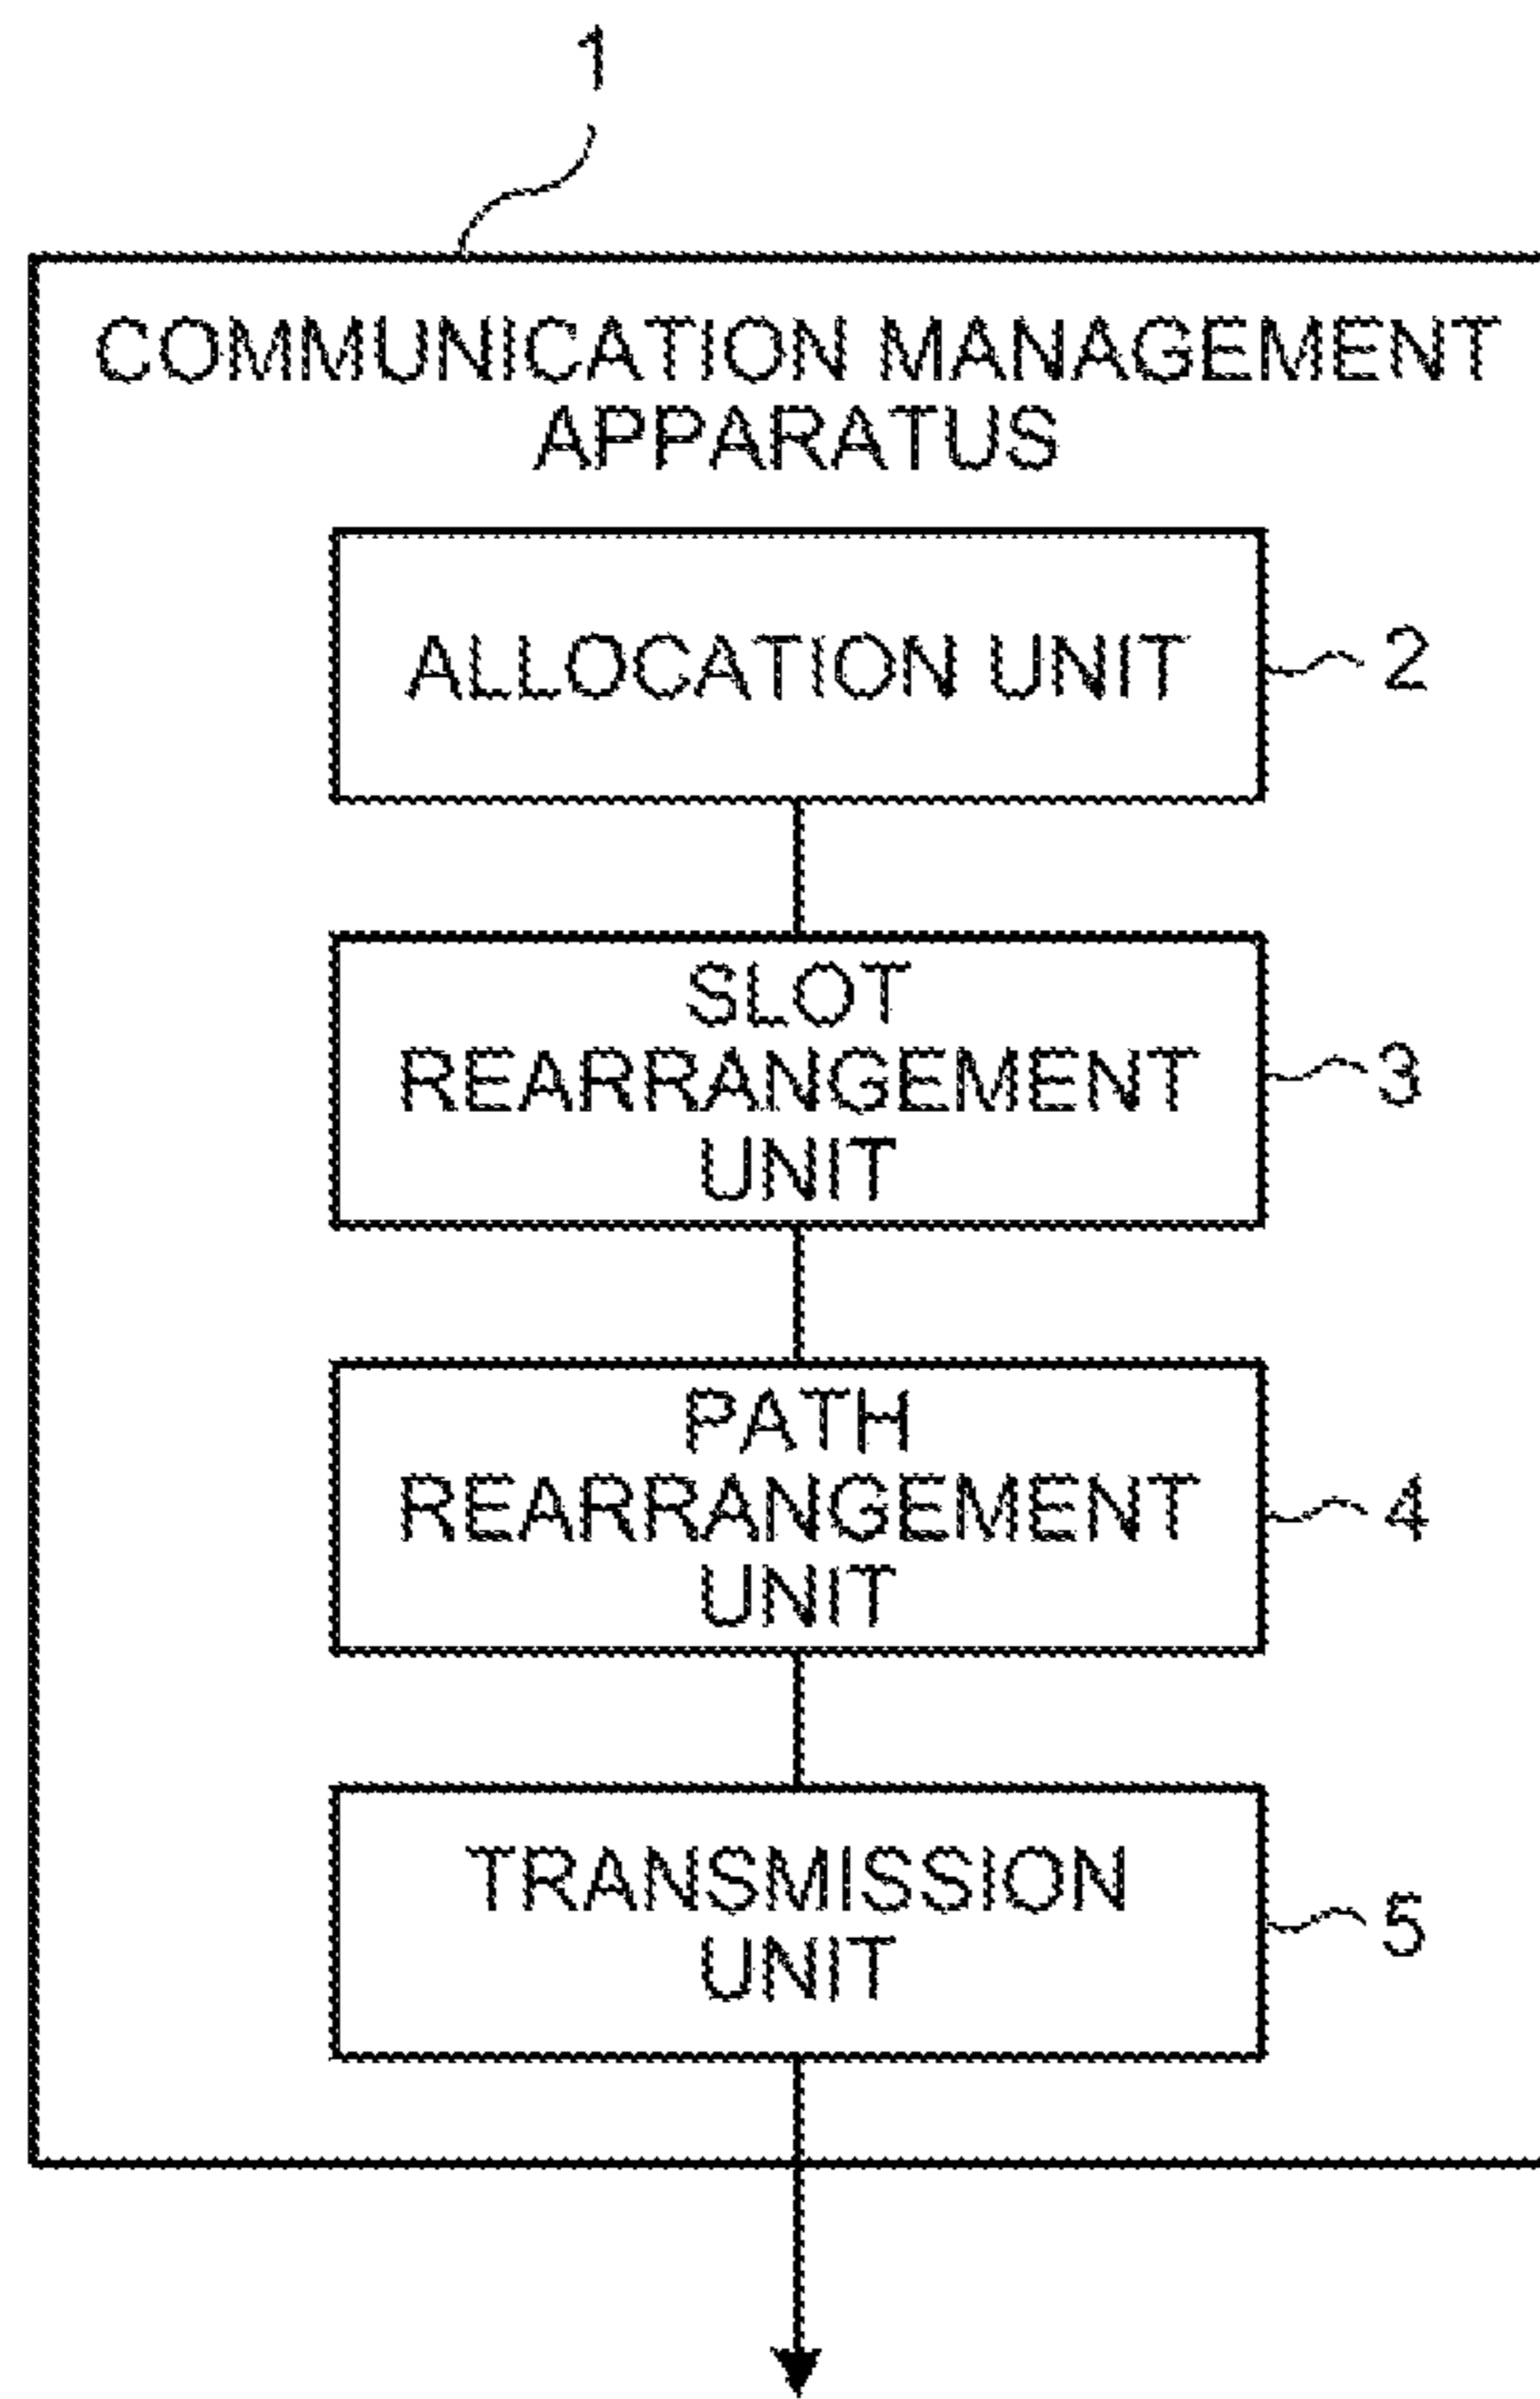 1
COMMUNICATION MANAGEMENT
APPARATUS
ALLOCATION UNIT
2
SLOT
REARRANGEMENT
UNIT
3
PATH
REARRANGEMENT
UNIT
4
TRANSMISSION
UNIT
5